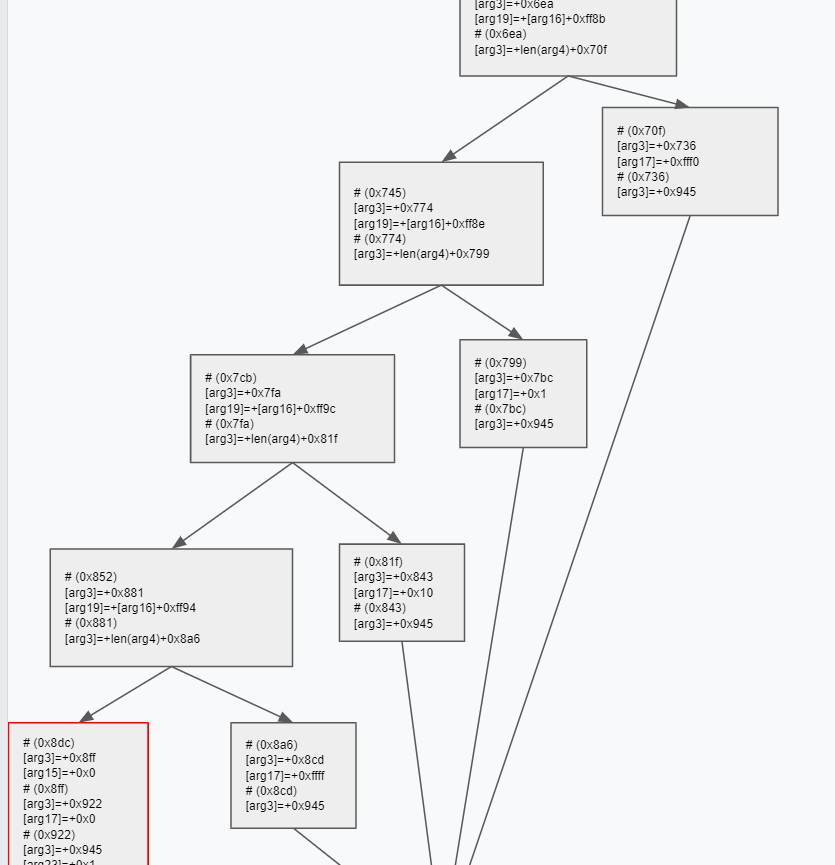 [arg3]=+0x6ea
[arg19]=+[arg16]+0xff8b
# (0x6ea)
[arg3]=+len(arg4)+0x70f
# (0x70f)
[arg3]=+0x736
[arg17]=+0xfff0
# (0x736)
[arg3]=+0x945
# (0x745)
[arg3]=+0x774
[arg19]=+[arg16]+0xff8e
# (0x774)
[arg3]=+len(arg4)+0x799
# (0x7cb)
[arg3]=+0x7fa
[arg19]=+[arg16]+0xff9c
# (0x7fa)
[arg3]=+len(arg4)+0x81f
# (0x799)
[arg3]=+0x7bc
[arg17]=+0x1
# (0x7bc)
[arg3]=+0x945
# (0x852)
[arg3]=+0x881
[arg19]=+[arg16]+0xff94
# (0x881)
[arg3]=+len(arg4)+0x8a6
# (0x81f)
[arg3]=+0x843
[arg17]=+0x10
# (0x843)
[arg3]=+0x945
# (0x8dc)
[arg3]=+0x8ff
[arg15]=+0x0
# (0x8ff)
[arg3]=+0x922
[arg17]=+0x0
# (0x922)
[arg3]=+0x945
[arg23]=+0x1
# (0x8a6)
[arg3]=+0x8cd
[arg17]=+0xffff
# (0x8cd)
[arg3]=+0x945